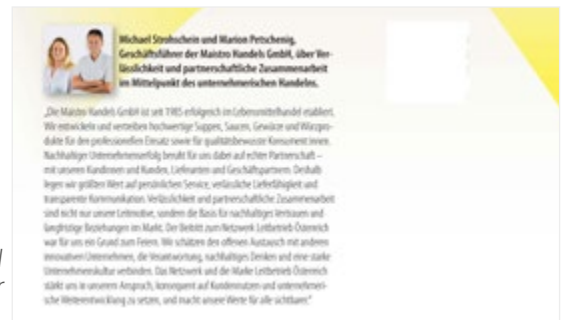 Michael Strohschein und Marion Petschenig,
Geschäftsführer der Maistro Handels GmbH, über Ver-
lässlichkeit und partnerschaftliche Zusammenarbeit
im Mittelpunkt des unternehmerischen Handelns.
„Die Maistro Handels GmbH ist seit 1985 erfolgreich im Lebensmittelhandel etabliert.
Wir entwickeln und vertreiben hochwertige Suppen, Saucen, Gewürze und Würzpro-
dukte für den professionellen Einsatz sowie für qualitätsbewusste Konsument:innen.
Nachhaltiger Unternehmenserfolg beruht für uns dabei auf echter Partnerschaft –
mit unseren Kundinnen und Kunden, Lieferanten und Geschäftspartnern. Deshalb
legen wir größten Wert auf persönlichen Service, verlässliche Lieferfähigkeit und
transparente Kommunikation. Verlässlichkeit und partnerschaftliche Zusammenarbeit
sind nicht nur unsere Leitmotive, sondern die Basis für nachhaltiges Vertrauen und
langfristige Beziehungen im Markt. Der Beitritt zum Netzwerk Leitbetrieb Österreich
war für uns ein Grund zum Feiern. Wir schätzen den offenen Austausch mit anderen
innovativen Unternehmen, die Verantwortung, nachhaltiges Denken und eine starke
Unternehmenskultur verbinden. Das Netzwerk und die Marke Leitbetrieb Österreich
stärkt uns in unserem Anspruch, konsequent auf Kundennutzen und unternehmeri-
sche Weiterentwicklung zu setzen, und macht unsere Werte für alle sichtbarer.“